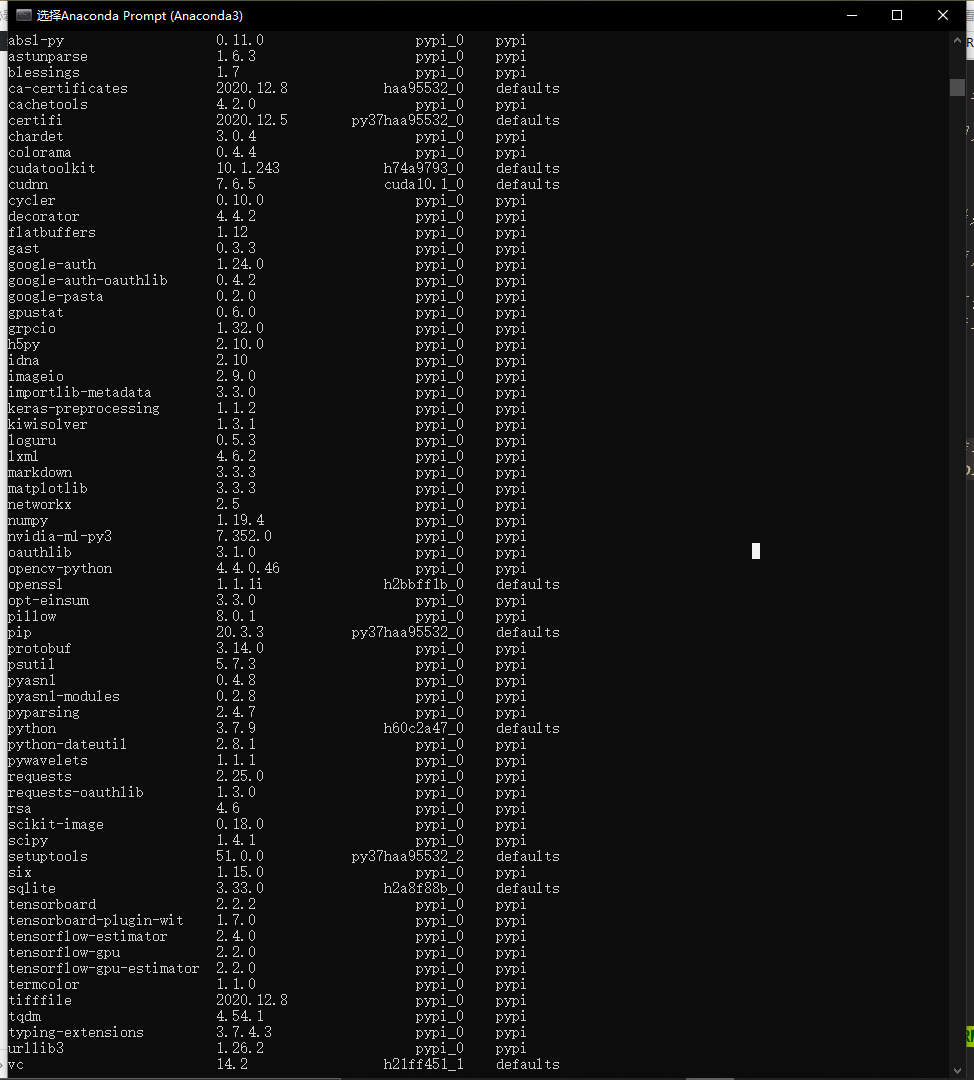 选择Anaconda Prompt (Anaconda3)
absl-py 0.11.0 pypi_0 pypi
astunparse 1.6.3 pypi_0 pypi
blessings 1.7 pypi_0 pypi
ca-certificates 2020.12.8 haa95532_0 defaults
cachetools 4.2.0 pypi_0 pypi
certifi 2020.12.5 py37haa95532_0 defaults
chardet 3.0.4 pypi_0 pypi
colorama 0.4.4 pypi_0 pypi
cudatoolkit 10.1.243 h74a9793_0 defaults
cudnn 7.6.5 cuda10.1_0 defaults
cycler 0.10.0 pypi_0 pypi
decorator 4.4.2 pypi_0 pypi
flatbuffers 1.12 pypi_0 pypi
gast 0.3.3 pypi_0 pypi
google-auth 1.24.0 pypi_0 pypi
google-auth-oauthlib 0.4.2 pypi_0 pypi
google-pasta 0.2.0 pypi_0 pypi
gpustat 0.6.0 pypi_0 pypi
grpcio 1.32.0 pypi_0 pypi
h5py 2.10.0 pypi_0 pypi
idna 2.10 pypi_0 pypi
imageio 2.9.0 pypi_0 pypi
importlib-metadata 3.3.0 pypi_0 pypi
keras-preprocessing 1.1.2 pypi_0 pypi
kiwisolver 1.3.1 pypi_0 pypi
loguru 0.5.3 pypi_0 pypi
lxml 4.6.2 pypi_0 pypi
markdown 3.3.3 pypi_0 pypi
matplotlib 3.3.3 pypi_0 pypi
networkx 2.5 pypi_0 pypi
numpy 1.19.4 pypi_0 pypi
nvidia-ml-py3 7.352.0 pypi_0 pypi
oauthlib 3.1.0 pypi_0 pypi
opencv-python 4.4.0.46 pypi_0 pypi
openssl 1.1.1i h2bbff1b_0 defaults
opt-einsum 3.3.0 pypi_0 pypi
pillow 8.0.1 pypi_0 pypi
pip 20.3.3 py37haa95532_0 defaults
protobuf 3.14.0 pypi_0 pypi
psutil 5.7.3 pypi_0 pypi
pyasn1 0.4.8 pypi_0 pypi
pyasn1-modules 0.2.8 pypi_0 pypi
pyparsing 2.4.7 pypi_0 pypi
python 3.7.9 h60c2a47_0 defaults
python-dateutil 2.8.1 pypi_0 pypi
pywavelets 1.1.1 pypi_0 pypi
requests 2.25.0 pypi_0 pypi
requests-oauthlib 1.3.0 pypi_0 pypi
rsa 4.6 pypi_0 pypi
scikit-image 0.18.0 pypi_0 pypi
scipy 1.4.1 pypi_0 pypi
setuptools 51.0.0 py37haa95532_2 defaults
six 1.15.0 pypi_0 pypi
sqlite 3.33.0 h2a8f88b_0 defaults
tensorboard 2.2.2 pypi_0 pypi
tensorboard-plugin-wit 1.7.0 pypi_0 pypi
tensorflow-estimator 2.4.0 pypi_0 pypi
tensorflow-gpu 2.2.0 pypi_0 pypi
tensorflow-gpu-estimator 2.2.0 pypi_0 pypi
termcolor 1.1.0 pypi_0 pypi
tifffile 2020.12.8 pypi_0 pypi
tqdm 4.54.1 pypi_0 pypi
typing-extensions 3.7.4.3 pypi_0 pypi
urllib3 1.26.2 pypi_0 pypi
vc 14.2 h21ff451_1 defaults